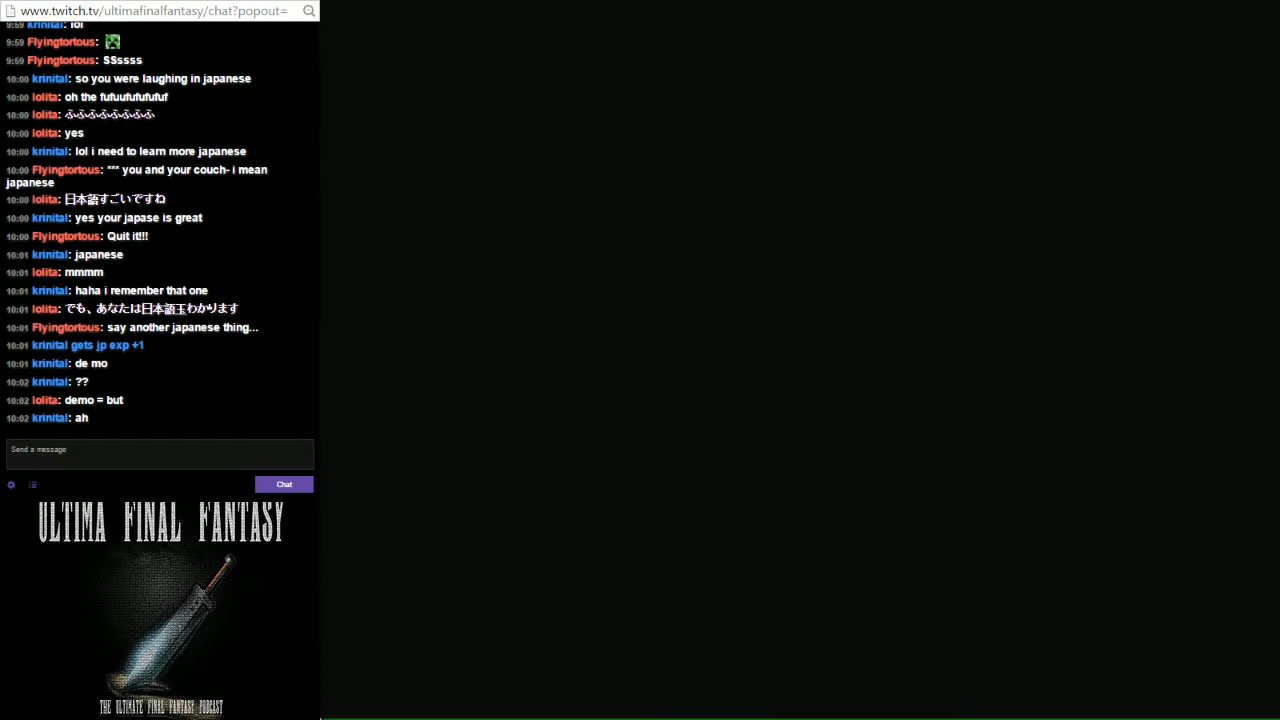 www.twitch.tv/ultimafinalfantasy/chat?popout=
9:59 krinital: lol
9:59 Flyingtortous:
9:59 Flyingtortous: SSssss
10:00 krinital: so you were laughing in japanese
10:00 lolita: oh the fufuufufufufuf
10:00 lolita: ふふふふふふふふ
10:00 lolita: yes
10:00 krinital: lol i need to learn more japanese
10:00 Flyingtortous: *** you and your couch- i mean
japanese
10:00 lolita: 日本語すごいですね
10:00 krinital: yes your japase is great
10:00 Flyingtortous: Quit it!!!
10:01 krinital: japanese
10:01 lolita: mmmm
10:01 krinital: haha i remember that one
10:01 lolita: でも、あなたは日本語玉わかります
10:01 Flyingtortous: say another japanese thing...
10:01 krinital gets jp exp +1
10:01 krinital: de mo
10:02 krinital: ??
10:02 lolita: demo = but
10:02 krinital: ah
Send a message
Chat
ULTIMA FINAL FANTASY
THE ULTIMATE FINAL FANTASY PODCAST